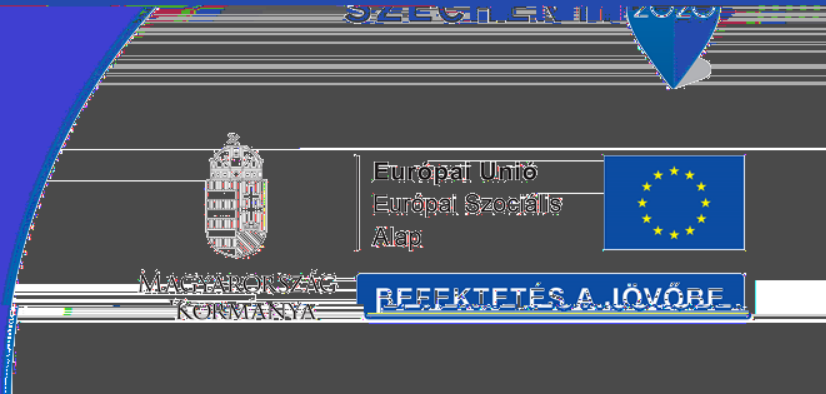 SZÉCHENYI 2020
Európai Unió
Európai Szociális
Alap
MAGYARORSZÁG
KORMÁNYA
BEFEKTETÉS A JÖVŐBE